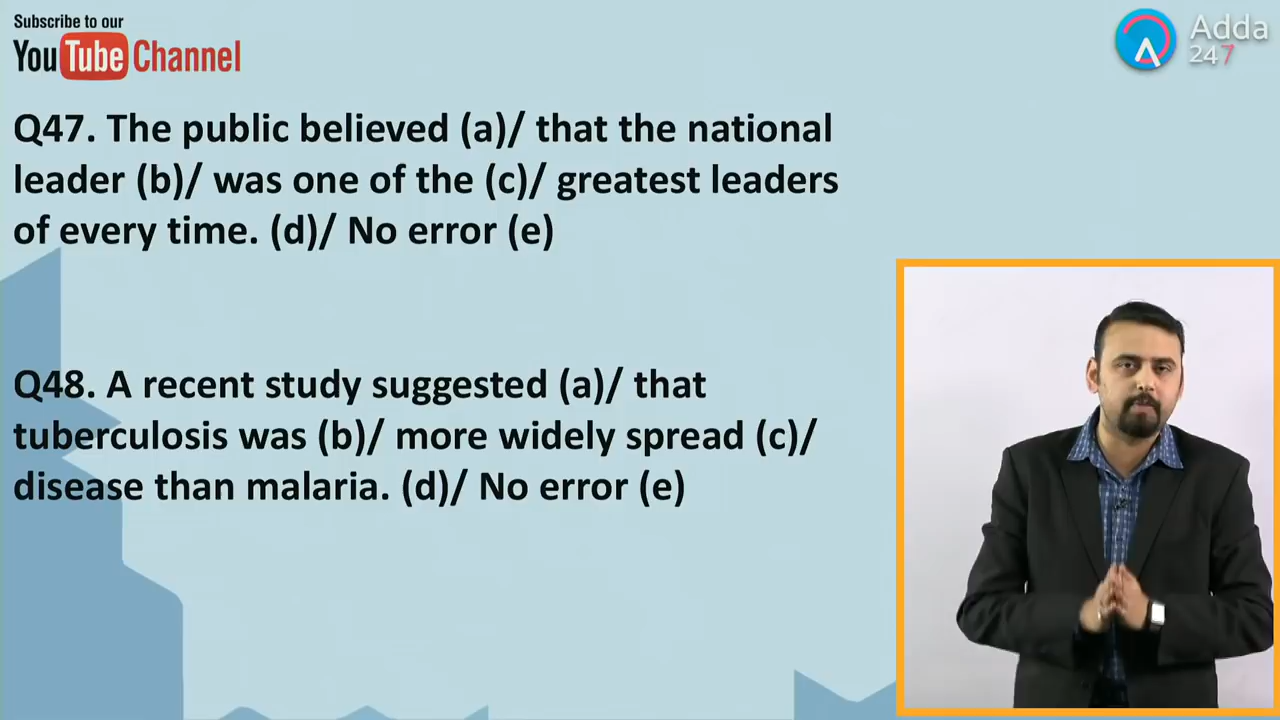 Subscribe to our
YouTube Channel
Adda
247
Q47. The public believed (a)/ that the national
leader (b)/ was one of the (c)/ greatest leaders
of every time. (d)/ No error (e)
Q48. A recent study suggested (a)/ that
tuberculosis was (b)/ more widely spread (c)/
disease than malaria. (d)/ No error (e)